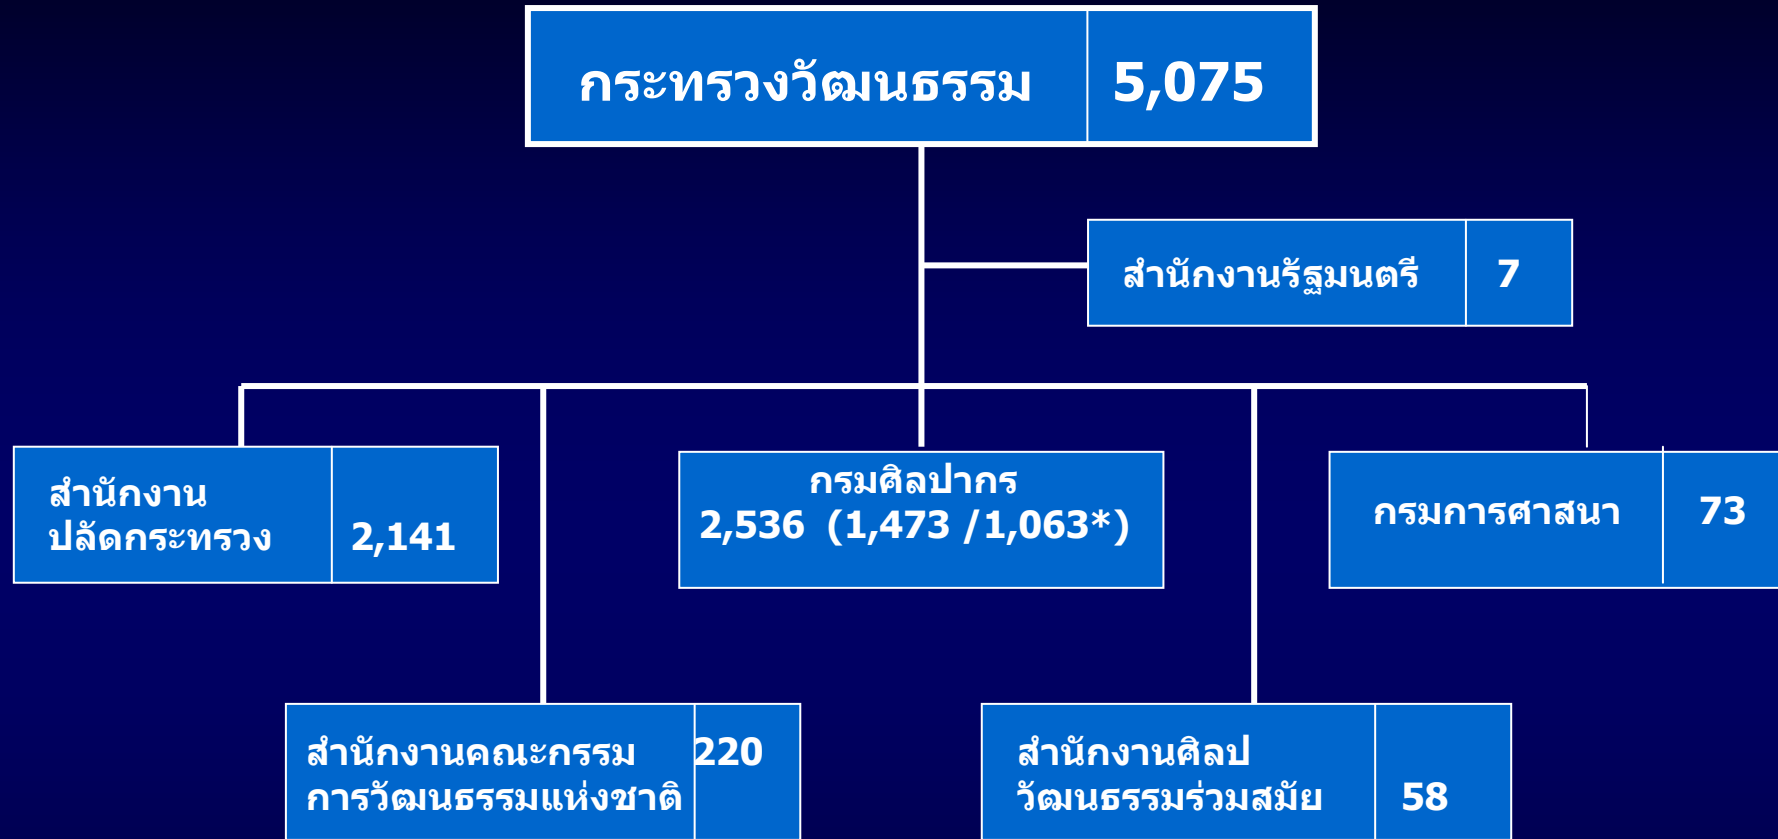 กระทรวงวัฒนธรรม 5,075
สำนักงานรัฐมนตรี 7
สำนักงาน
ปลัดกระทรวง 2,141
กรมศิลปากร
2,536 (1,473 /1,063*)
กรมการศาสนา 73
สำนักงานคณะกรรม 220
การวัฒนธรรมแห่งชาติ
สำนักงานศิลป
วัฒนธรรมร่วมสมัย 58